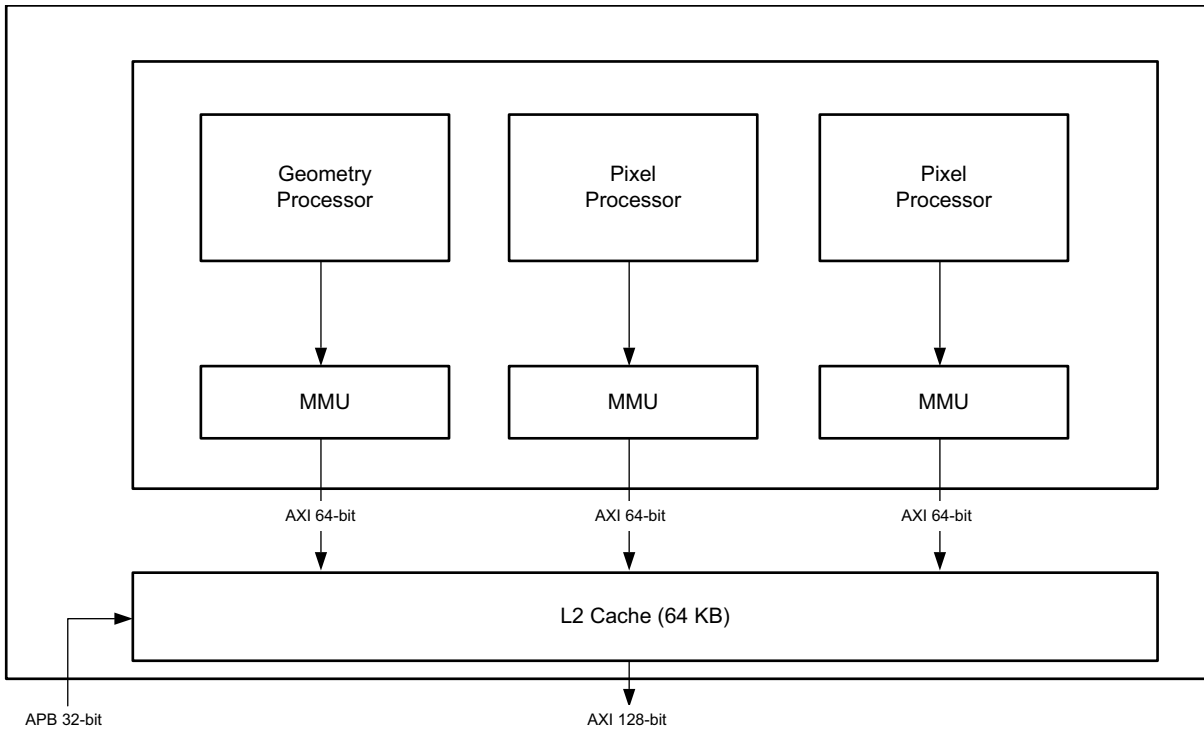 Geometry
Processor
Pixel
Processor
Pixel
Processor
MMU
MMU
MMU
AXI 64-bit
AXI 64-bit
AXI 64-bit
L2 Cache (64 KB)
APB 32-bit
AXI 128-bit